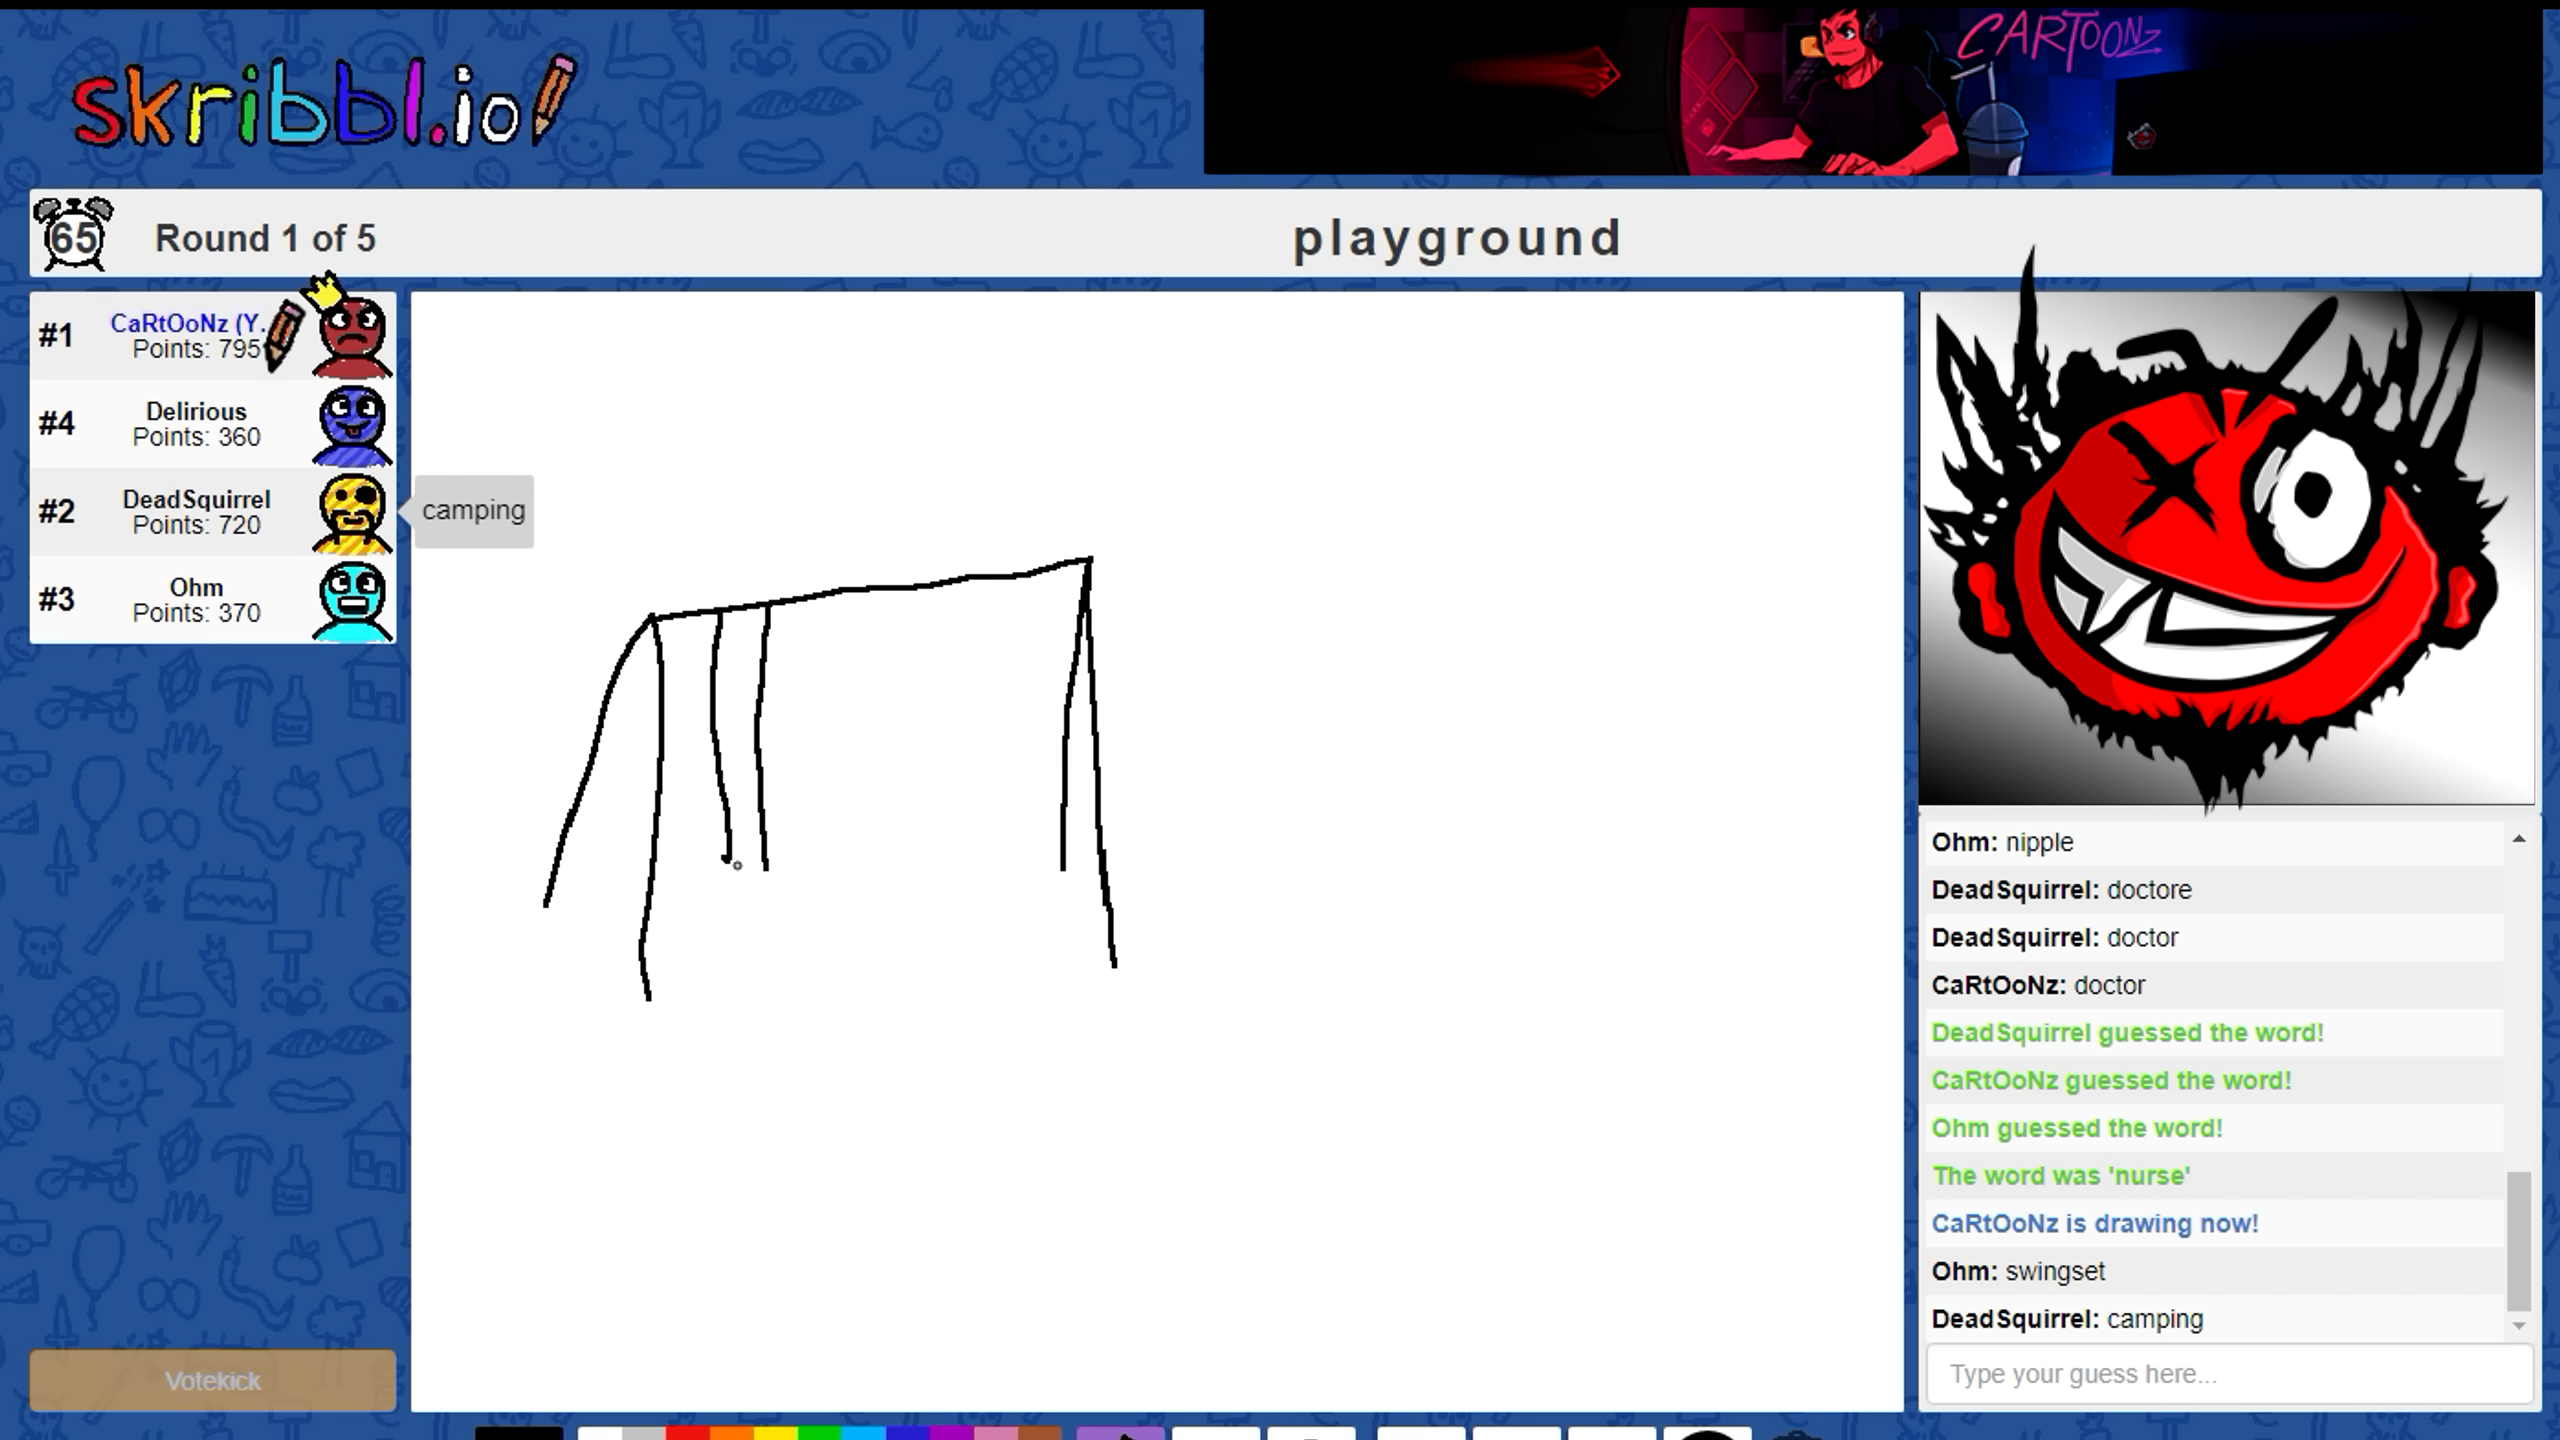 skribbl.io
CARTOONZ
65
Round 1 of 5
playground
#1
CaRtOoNz (Y.
Points: 795
#4
Delirious
Points: 360
#2
DeadSquirrel
Points: 720
camping
#3
Ohm
Points: 370
Ohm: nipple
DeadSquirrel: doctore
DeadSquirrel: doctor
CaRtOoNz: doctor
DeadSquirrel guessed the word!
CaRtOoNz guessed the word!
Ohm guessed the word!
The word was 'nurse'
CaRtOoNz is drawing now!
Ohm: swingset
DeadSquirrel: camping
Type your guess here...
Votekick